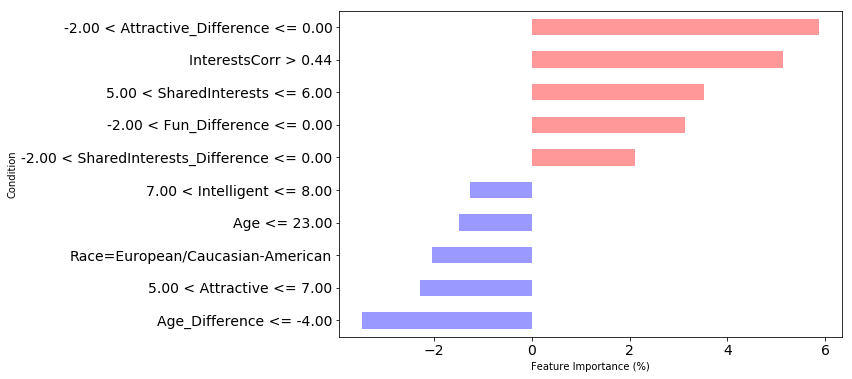 -2.00 < Attractive_Difference <= 0.00
InterestsCorr > 0.44
5.00 < SharedInterests <= 6.00
-2.00 < Fun_Difference <= 0.00
-2.00 < SharedInterests_Difference <= 0.00
7.00 < Intelligent <= 8.00
Age <= 23.00
Race=European/Caucasian-American
5.00 < Attractive <= 7.00
Age_Difference <= -4.00
Condition
−2 0 2 4 6
Feature Importance (%)